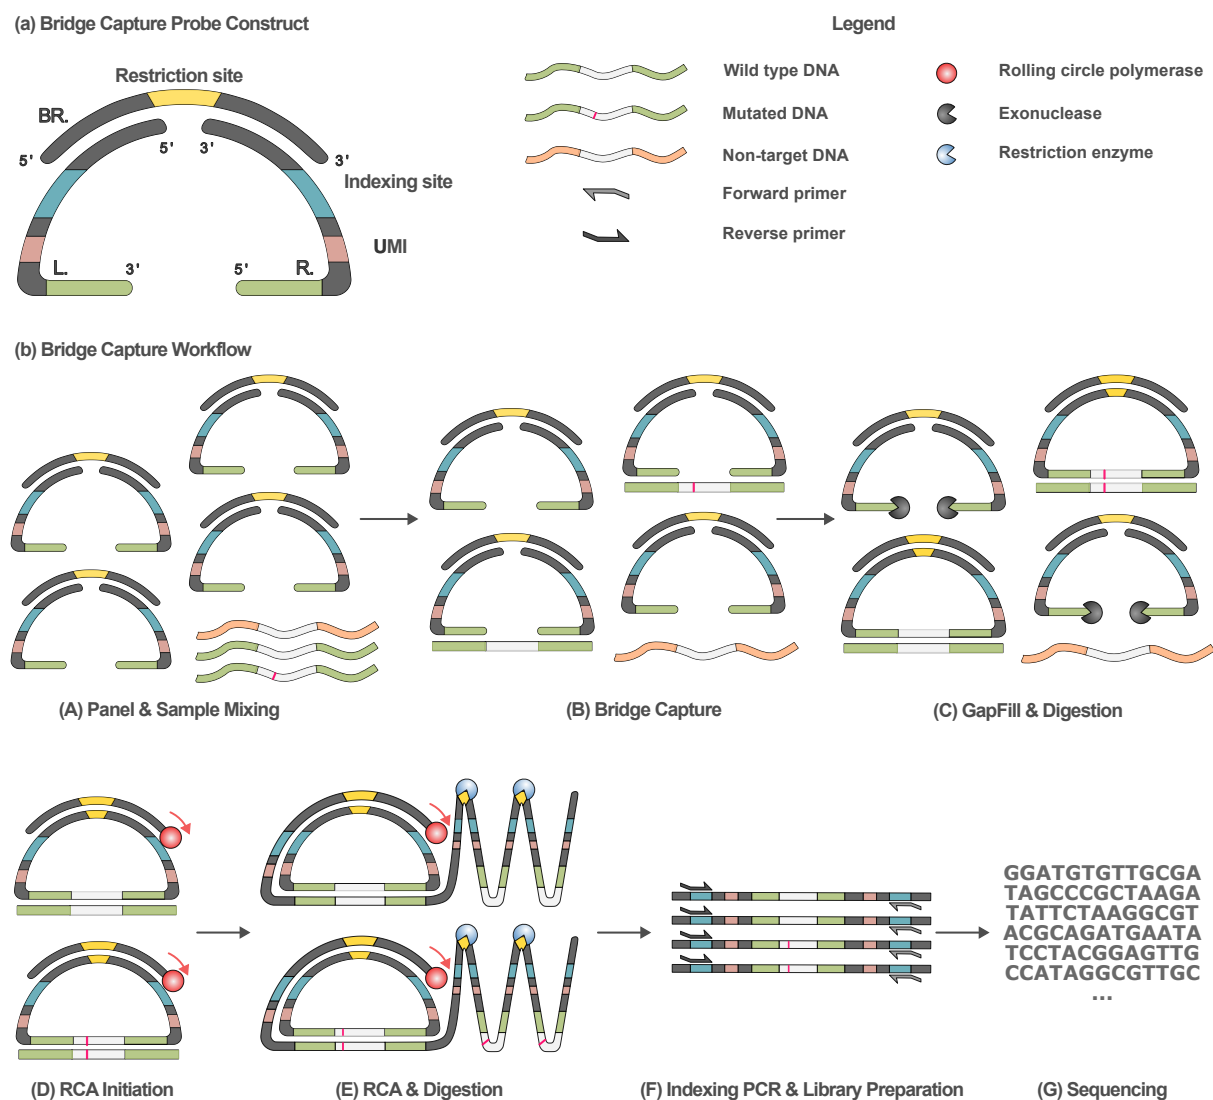 (a) Bridge Capture Probe Construct
Legend
Restriction site
BR.
5'
5'
3'
3'
Indexing site
UMI
L.
3'
5'
R.
Wild type DNA
Mutated DNA
Non-target DNA
Forward primer
Reverse primer
Rolling circle polymerase
Exonuclease
Restriction enzyme
(b) Bridge Capture Workflow
(A) Panel & Sample Mixing
(B) Bridge Capture
(C) GapFill & Digestion
GGATGTGTTGCGA
TAGCCCGCTAAGA
TATTCTAAGGCGT
ACGCAGATGAATA
TCCTACGGAGTTG
CCATAGGCGTTGC
...
(D) RCA Initiation
(E) RCA & Digestion
(F) Indexing PCR & Library Preparation
(G) Sequencing